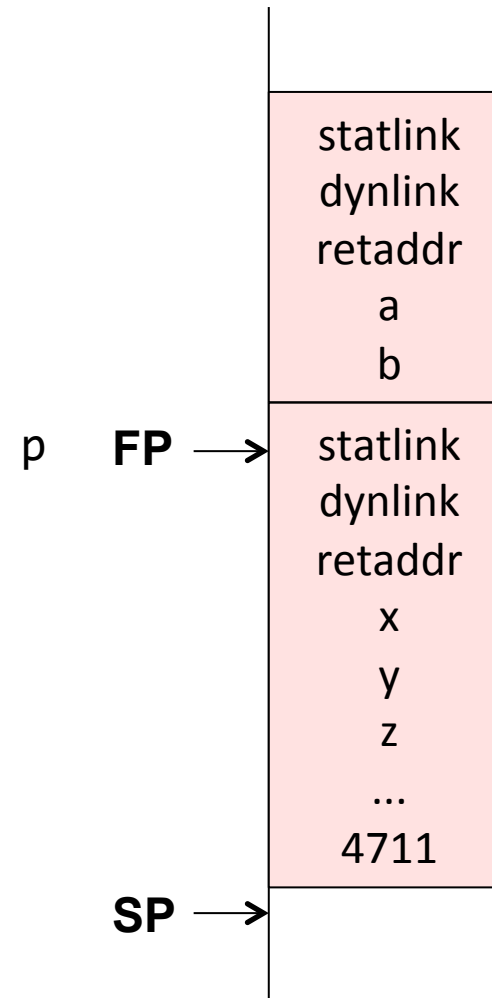 statlink
dynlink
retaddr
a
b
p FP statlink
dynlink
retaddr
x
y
z
...
4711
SP